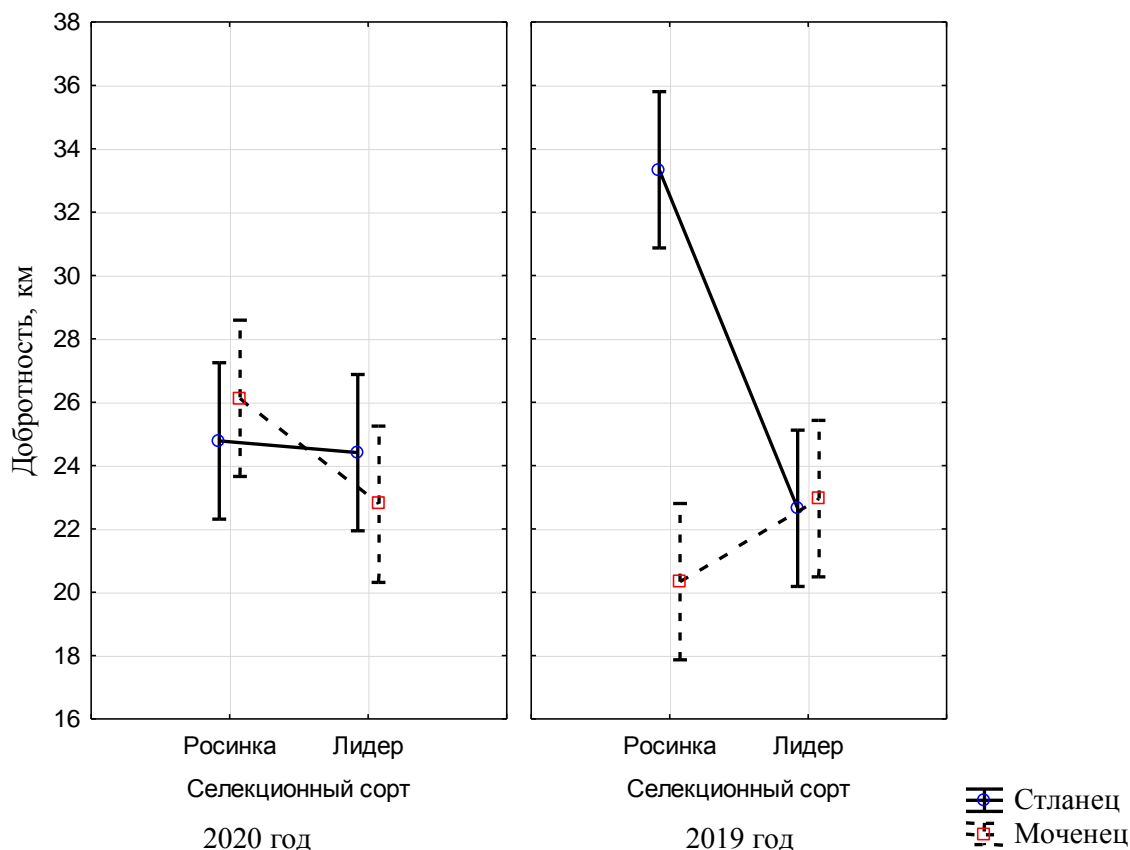 Добротность, км
38
36
34
32
30
28
26
24
22
20
18
16
Росинка Лидер
Селекционный сорт
2020 год
Росинка Лидер
Селекционный сорт
2019 год
Стланец
Моченец